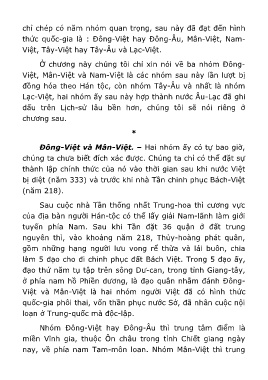 chỉ chép có năm nhóm quan trọng, sau này đã đạt đến hình
thức quốc-gia là : Đông-Việt hay Đông-Âu, Mân-Việt, Nam-
Việt, Tây-Việt hay Tây-Âu và Lạc-Việt.
Ở chương này chúng tôi chỉ xin nói về ba nhóm Đông-
Việt, Mân-Việt và Nam-Việt là các nhóm sau này lần lượt bị
đồng hóa theo Hán tộc, còn nhóm Tây-Âu và nhất là nhóm
Lạc-Việt, hai nhóm ấy sau này hợp thành nước Âu-Lạc đã ghi
dấu trên Lịch-sử lâu bền hơn, chúng tôi sẽ nói riêng ở
chương sau.
*
Đông-Việt và Mân-Việt. – Hai nhóm ấy có tự bao giờ,
chúng ta chưa biết đích xác được. Chúng ta chỉ có thể đặt sự
thành lập chính thức của nó vào thời gian sau khi nước Việt
bị diệt (năm 333) và trước khi nhà Tần chinh phục Bách-Việt
(năm 218).
Sau cuộc nhà Tần thống nhất Trung-hoa thì cương vực
của địa bàn người Hán-tộc có thể lấy giải Nam-lãnh làm giới
tuyến phía Nam. Sau khi Tần đặt 36 quận ở đất trung
nguyên thì, vào khoảng năm 218, Thủy-hoàng phát quân,
gồm những hạng người lưu vong rể thừa và lái buôn, chia
làm 5 đạo cho đi chinh phục đất Bách Việt. Trong 5 đạo ấy,
đạo thứ năm tụ tập trên sông Dư-can, trong tỉnh Giang-tây,
ở phía nam hồ Phiền dương, là đạo quân nhằm đánh Đông-
Việt và Mân-Việt là hai nhóm người Việt đã có hình thức
quốc-gia phôi thai, vốn thần phục nước Sở, đã nhân cuộc nội
loạn ở Trung-quốc mà độc-lập.
Nhóm Đông-Việt hay Đông-Âu thì trung tâm điểm là
miền Vĩnh gia, thuộc Ôn châu trong tỉnh Chiết giang ngày
nay, về phía nam Tam-môn loan. Nhóm Mân-Việt thì trung